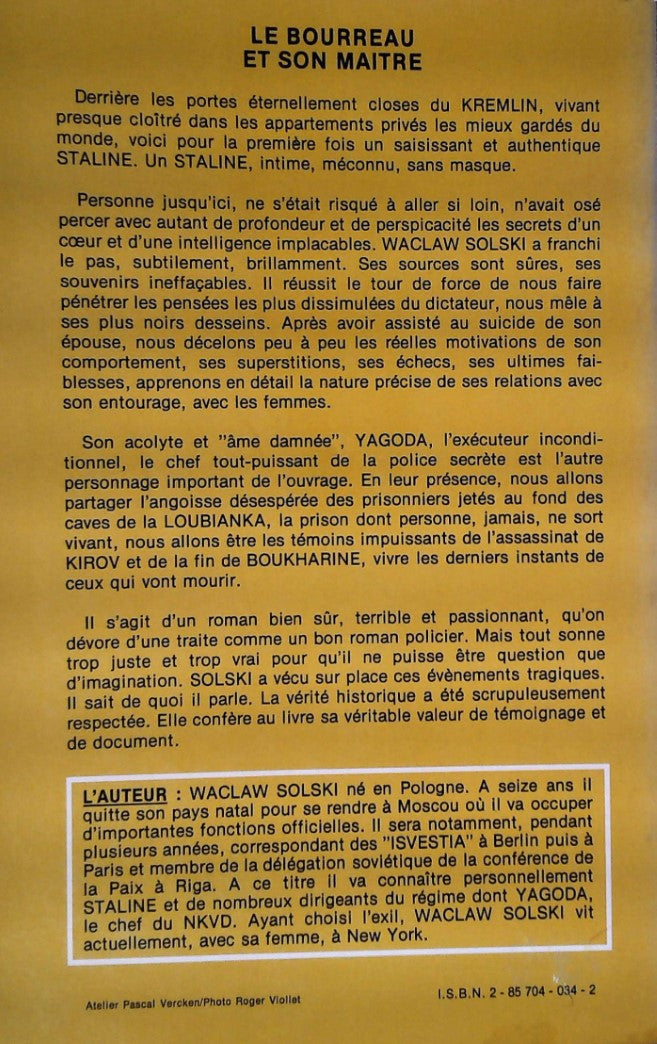 LE BOURREAU
ET SON MAITRE
Derrière les portes éternellement closes du KREMLIN, vivant
presque cloîtré dans les appartements privés les mieux gardés du
monde, voici pour la première fois un saisissant et authentique
STALINE. Un STALINE, intime, méconnu, sans masque.
Personne jusqu'ici, ne s'était risqué à aller si loin, n'avait osé
percer avec autant de profondeur et de perspicacité les secrets d'un
cœur et d'une intelligence implacables. WACLAW SOLSKI a franchi
le pas, subtilement, brillamment. Ses sources sont sûres, ses
souvenirs ineffaçables. Il réussit le tour de force de nous faire
pénétrer les pensées les plus dissimulées du dictateur, nous mêle à
ses plus noirs desseins. Après avoir assisté au suicide de son
épouse, nous décelons peu à peu les réelles motivations de son
comportement, ses superstitions, ses échecs, ses ultimes fai-
blesses, apprenons en détail la nature précise de ses relations avec
son entourage, avec les femmes.
Son acolyte et "âme damnée", YAGODA, l'exécuteur incondi-
tionnel, le chef tout-puissant de la police secrète est l'autre
personnage important de l'ouvrage. En leur présence, nous allons
partager l'angoisse désespérée des prisonniers jetés au fond des
caves de la LOUBIANKA, la prison dont personne, jamais, ne sort
vivant, nous allons être les témoins impuissants de l'assassinat de
KIROV et de la fin de BOUKHARINE, vivre les derniers instants de
ceux qui vont mourir.
Il s'agit d'un roman bien sûr, terrible et passionnant, qu'on
dévore d'une traite comme un bon roman policier. Mais tout sonne
trop juste et trop vrai pour qu'il ne puisse être question que
d'imagination. SOLSKI a vécu sur place ces évènements tragiques.
Il sait de quoi il parle. La vérité historique a été scrupuleusement
respectée. Elle confère au livre sa véritable valeur de témoignage et
de document.
L'AUTEUR : WACLAW SOLSKI né en Pologne. A seize ans il
quitte son pays natal pour se rendre à Moscou où il va occuper
d'importantes fonctions officielles. Il sera notamment, pendant
plusieurs années, correspondant des "ISVESTIA" à Berlin puis à
Paris et membre de la délégation soviétique de la conférence de
la Paix à Riga. A ce titre il va connaître personnellement
STALINE et de nombreux dirigeants du régime dont YAGODA,
le chef du NKVD. Ayant choisi l'exil, WACLAW SOLSKI vit
actuellement, avec sa femme, à New York.
Atelier Pascal Vercken/Photo Roger Viollet
I.S.B.N. 2 - 85 704 - 034 - 2